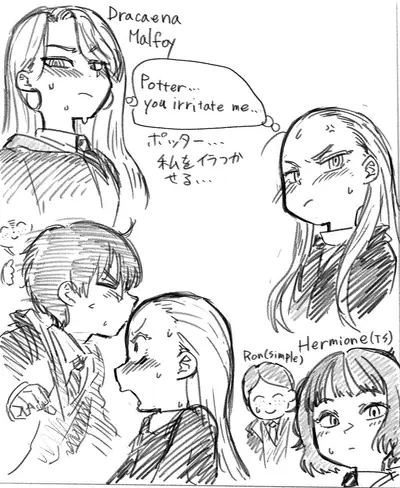 Dracaena
Malfoy
Potter...
you irritate me...
ポッター...
私をイラつか
せる...
Ron(simple)
Hermione(TS)